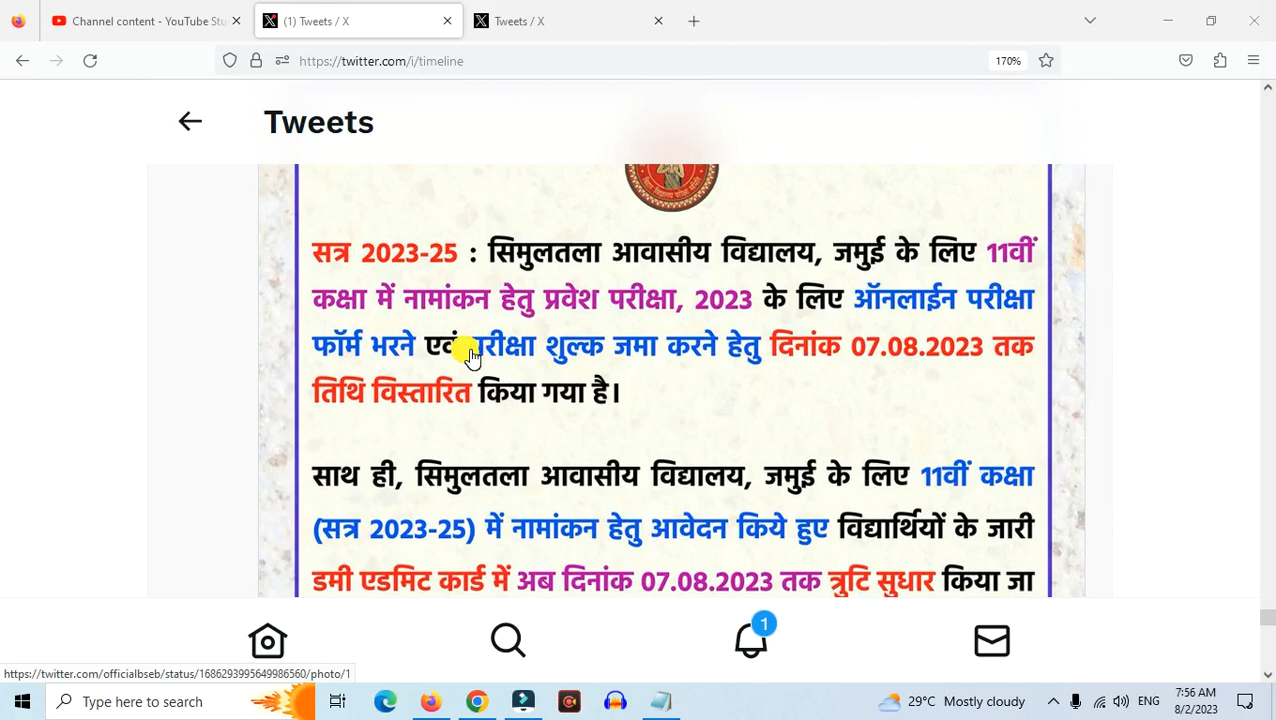 Channel content - YouTube Stu
(1) Tweets / X
Tweets / X
https://twitter.com/i/timeline
170%
Tweets
सत्र 2023-25 : सिमुलतला आवासीय विद्यालय, जमुई के लिए 11वीं
कक्षा में नामांकन हेतु प्रवेश परीक्षा, 2023 के लिए ऑनलाईन परीक्षा
फॉर्म भरने एवं परीक्षा शुल्क जमा करने हेतु दिनांक 07.08.2023 तक
तिथि विस्तारित किया गया है।
साथ ही, सिमुलतला आवासीय विद्यालय, जमुई के लिए 11वीं कक्षा
(सत्र 2023-25) में नामांकन हेतु आवेदन किये हुए विद्यार्थियों के जारी
डमी एडमिट कार्ड में अब दिनांक 07.08.2023 तक त्रुटि सुधार किया जा
1
https://twitter.com/officialbseb/status/1686293995649986560/photo/1
Type here to search
29°C Mostly cloudy
ENG
7:56 AM
8/2/2023